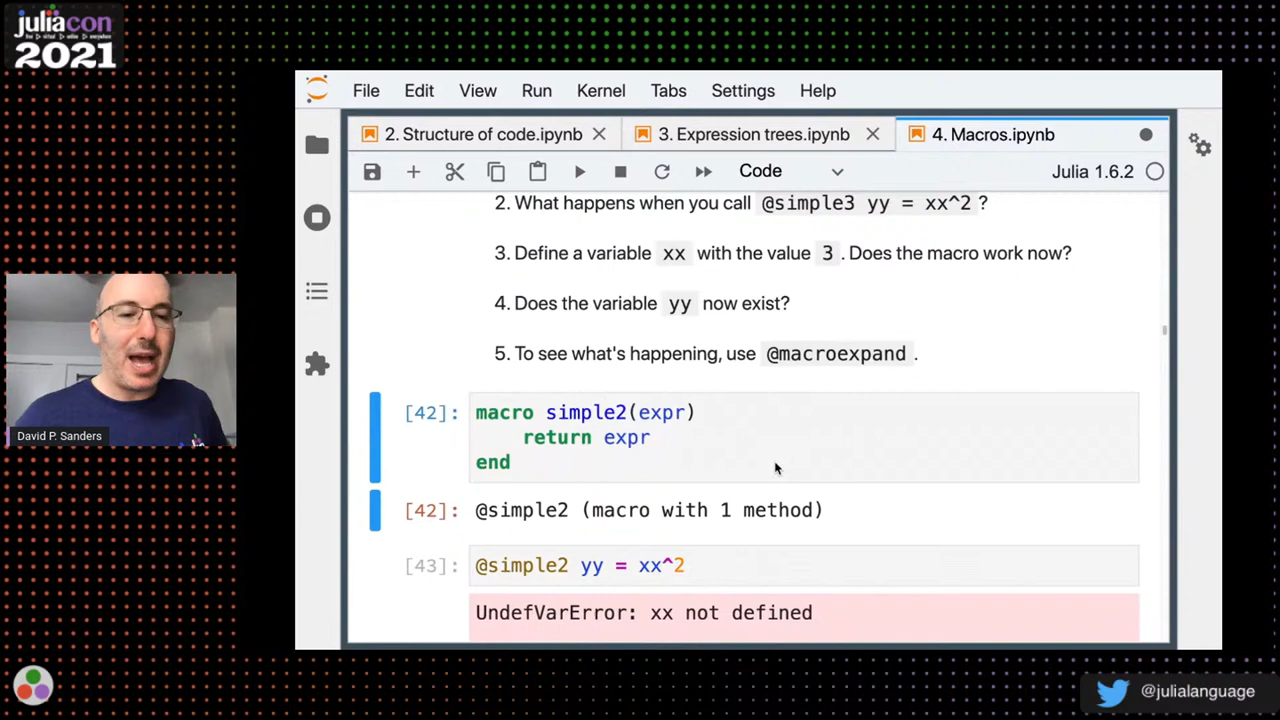 juliacon
2021
File Edit View Run Kernel Tabs Settings Help
2. Structure of code.ipynb 3. Expression trees.ipynb 4. Macros.ipynb
Code Julia 1.6.2
2. What happens when you call @simple3 yy = xx^2 ?
3. Define a variable xx with the value 3 . Does the macro work now?
4. Does the variable yy now exist?
5. To see what's happening, use @macroexpand .
[42]: macro simple2(expr)
return expr
end
[42]: @simple2 (macro with 1 method)
[43]: @simple2 yy = xx^2
UndefVarError: xx not defined
David P. Sanders
@julialanguage